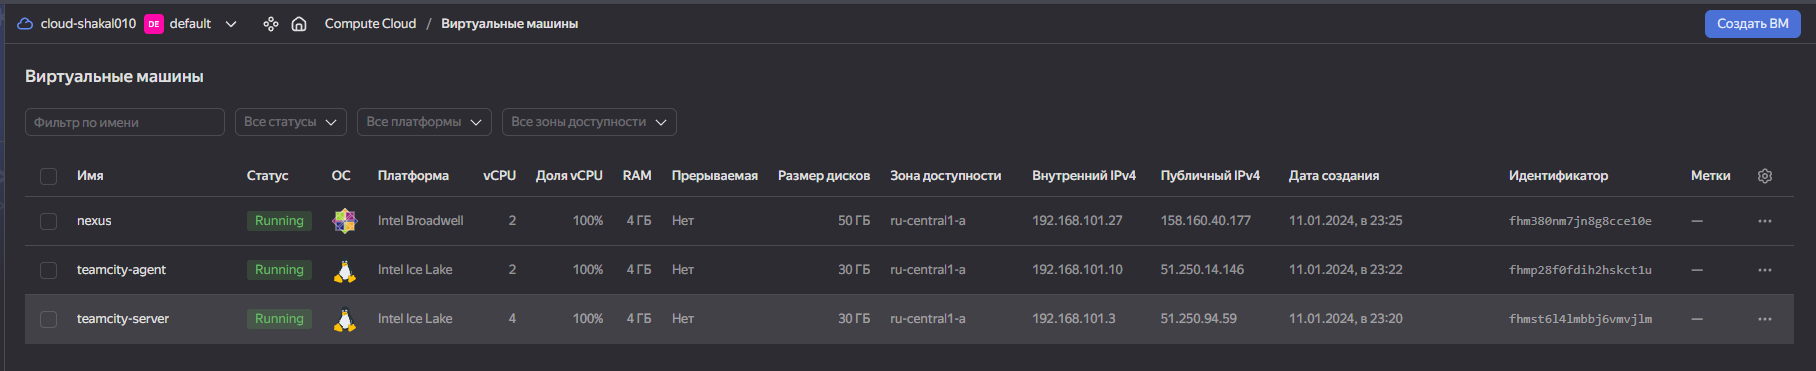 cloud-shakal010 DE default Compute Cloud / Виртуальные машины Создать ВМ
Виртуальные машины
Фильтр по имени Все статусы Все платформы Все зоны доступности
Имя Статус ОС Платформа vCPU Доля vCPU RAM Прерываемая Размер дисков Зона доступности Внутренний IPv4 Публичный IPv4 Дата создания Идентификатор Метки
nexus Running Intel Broadwell 2 100% 4 ГБ Нет 50 ГБ ru-central1-a 192.168.101.27 158.160.40.177 11.01.2024, в 23:25 fhm380nm7jn8g8cce10e —
teamcity-agent Running Intel Ice Lake 2 100% 4 ГБ Нет 30 ГБ ru-central1-a 192.168.101.10 51.250.14.146 11.01.2024, в 23:22 fhmp28f0fdih2hskct1u —
teamcity-server Running Intel Ice Lake 4 100% 4 ГБ Нет 30 ГБ ru-central1-a 192.168.101.3 51.250.94.59 11.01.2024, в 23:20 fhmst6l4lmbbj6vmvjlm —